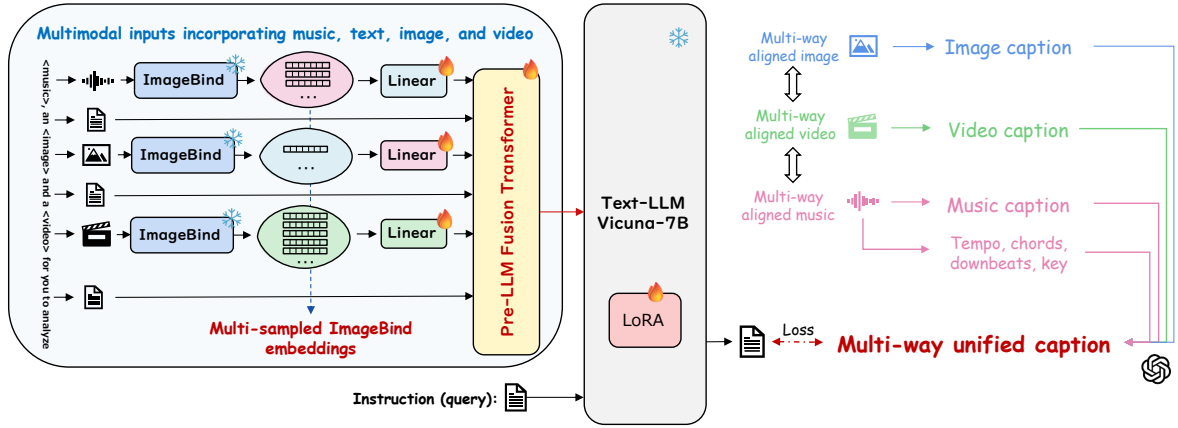 Multimodal inputs incorporating music, text, image, and video
<music>, an <image> and a <video> for you to analyze
ImageBind
...
Linear
ImageBind
...
Linear
ImageBind
...
Linear
Multi-sampled ImageBind
embeddings
Pre-LLM Fusion Transformer
Instruction (query):
Text-LLM
Vicuna-7B
LoRA
Multi-way
aligned image
Image caption
Multi-way
aligned video
Video caption
Multi-way
aligned music
Music caption
Tempo, chords,
downbeats, key
Loss
Multi-way unified caption